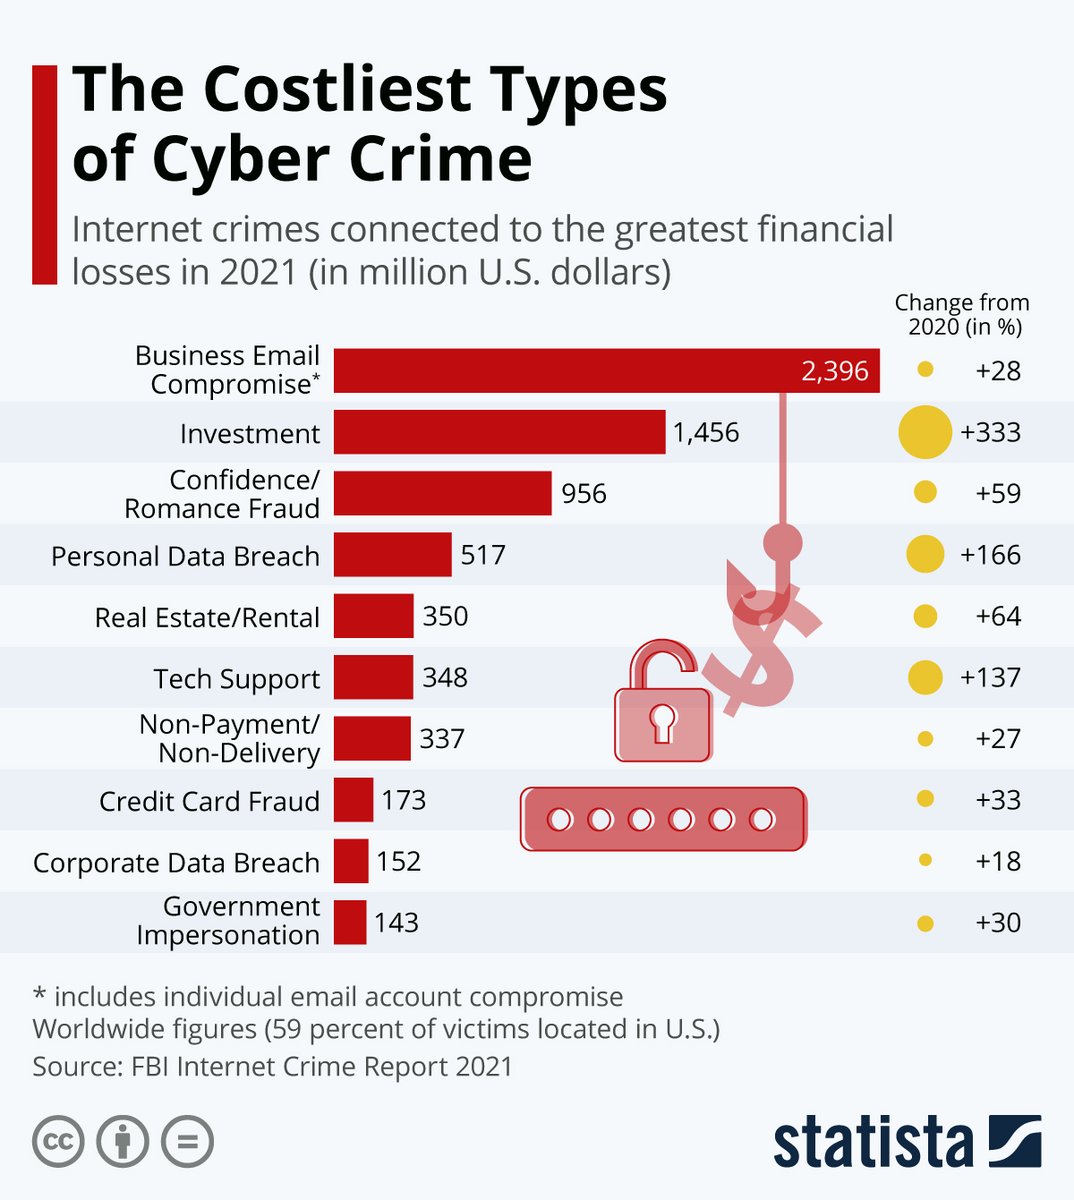 The Costliest Types
of Cyber Crime
Internet crimes connected to the greatest financial
losses in 2021 (in million U.S. dollars)
Change from
2020 (in %)
Business Email
Compromise*
2,396
+28
Investment
1,456
+333
Confidence/
Romance Fraud
956
+59
Personal Data Breach
517
+166
Real Estate/Rental
350
+64
Tech Support
348
+137
Non-Payment/
Non-Delivery
337
+27
Credit Card Fraud
173
+33
Corporate Data Breach
152
+18
Government
Impersonation
143
+30
$
* includes individual email account compromise
Worldwide figures (59 percent of victims located in U.S.)
Source: FBI Internet Crime Report 2021
cc
=
statista